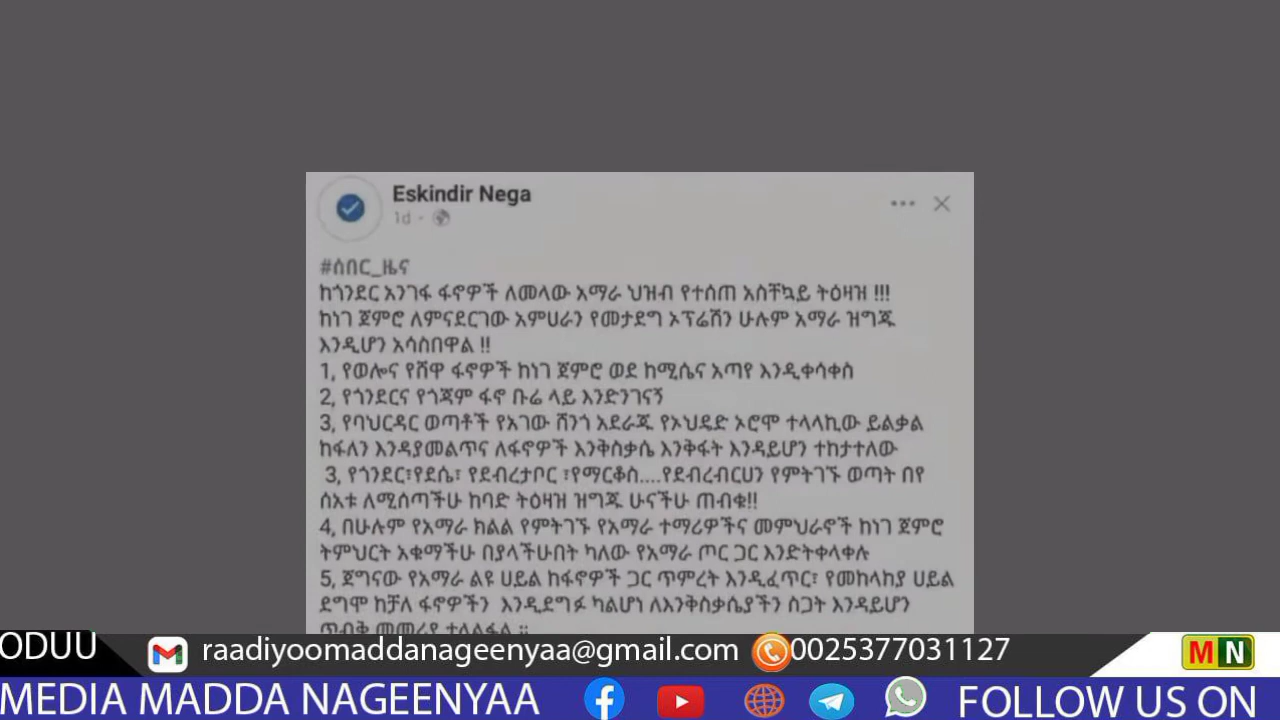 Eskindir Nega
1d
#ሰበር_ዜና
ከጎንደር አንገፋ ፋኖዎች ለመላው አማራ ህዝብ የተሰጠ አስቸኳይ ትዕዛዝ !!!
ከነገ ጀምሮ ለምናደርገው አምሀራን የመታደግ ኦፕሬሽን ሁሉም አማራ ዝግጁ
እንዲሆን አሳስበዋል !!
1, የወሎና የሸዋ ፋኖዎች ከነገ ጀምሮ ወደ ከሚሴና አጣየ እንዲቀሳቀስ
2, የጎንደርና የጎጃም ፋኖ ቡሬ ላይ እንድንገናኝ
3, የባህርዳር ወጣቶች የአገው ሸንጎ አደራጁ የኦህዴድ ኦሮሞ ተላላኪው ይልቃል
ከፋለን እንዳያመልጥና ለፋኖዎች እንቅስቃሴ እንቅፋት እንዳይሆን ተከታተለው
3, የጎንደር፣የደሴ፣ የደብረታቦር ፣የማርቆስ....የደብረብርሀን የምትገኙ ወጣት በየ
ሰአቱ ለሚሰጣችሁ ከባድ ትዕዛዝ ዝግጁ ሁናችሁ ጠብቁ!!
4, በሁሉም የአማራ ክልል የምትገኙ የአማራ ተማሪዎችና መምህራኖች ከነገ ጀምሮ
ትምህርት አቁማችሁ በያላችሁበት ካለው የአማራ ጦር ጋር እንድትቀላቀሉ
5, ጀግናው የአማራ ልዩ ሀይል ከፋኖዎች ጋር ጥምረት እንዲፈጥር፣ የመከላከያ ሀይል
ደግሞ ከቻለ ፋኖዎችን እንዲደግፉ ካልሆነ ለእንቅስቃሴያችን ስጋት እንዳይሆን
ጥብቅ መመሪያ ተላልፏል ።
ODUU
raadiyoomaddanageenyaa@gmail.com
0025377031127
MN
MEDIA MADDA NAGEENYAA
FOLLOW US ON